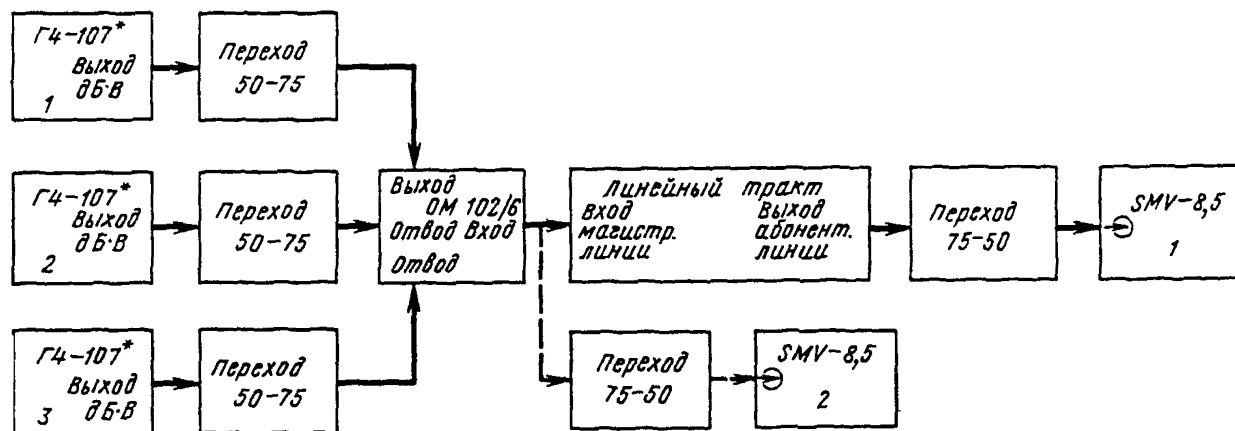 Г4-107*
Выход
дБ·В
1
Переход
50-75
Г4-107*
Выход
дБ·В
2
Переход
50-75
Г4-107*
Выход
дБ·В
3
Переход
50-75
Выход
ОМ 102/6
Отвод Вход
Отвод
Линейный тракт
Вход Выход
магистр. абонент.
линии линии
Переход
75-50
SMV-8,5
1
Переход
75-50
SMV-8,5
2